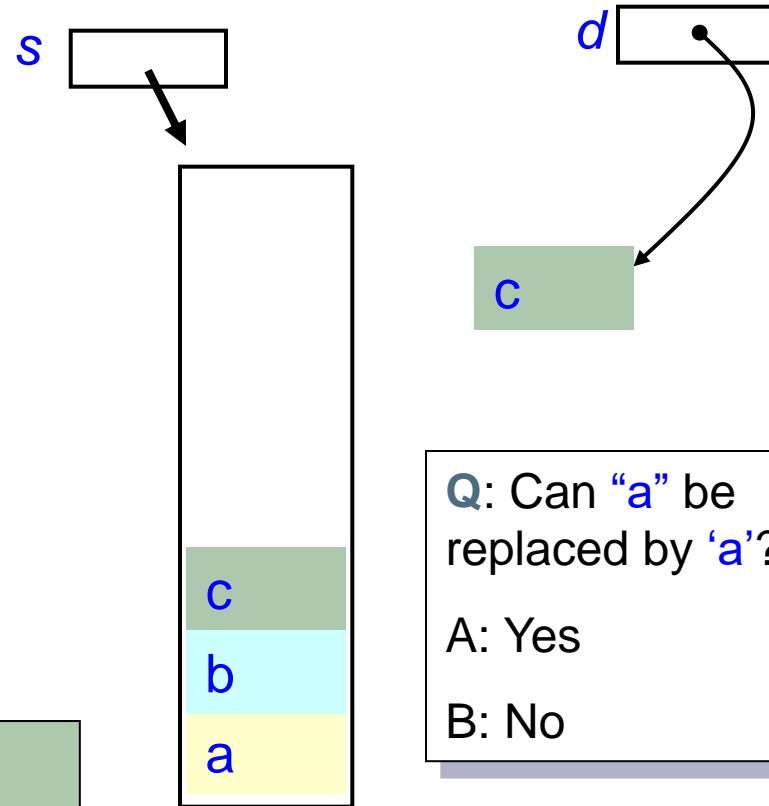 s
d
c
c
b
a
Q: Can “a” be
replaced by ‘a’?
A: Yes
B: No